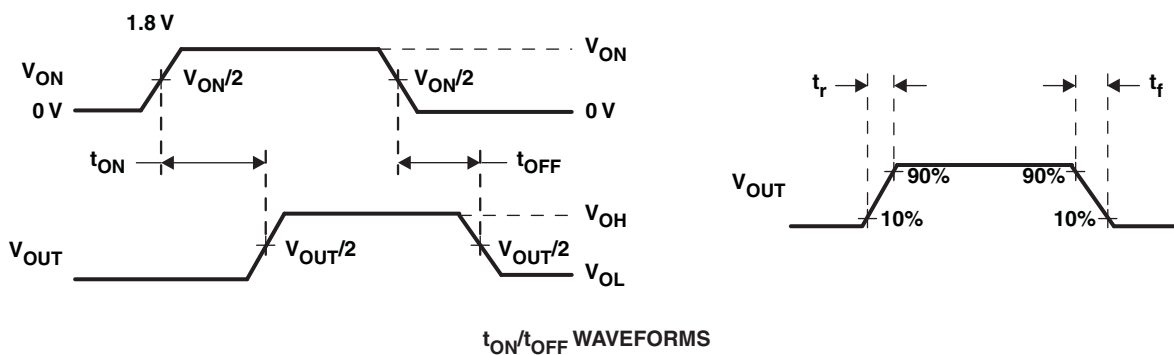 1.8 V
V_ON
V_ON
V_ON/2
V_ON/2
0 V
0 V
t_ON
t_OFF
V_OH
V_OUT
V_OUT/2
V_OUT/2
V_OL
t_r
t_f
V_OUT
90%
90%
10%
10%
t_ON/t_OFF WAVEFORMS